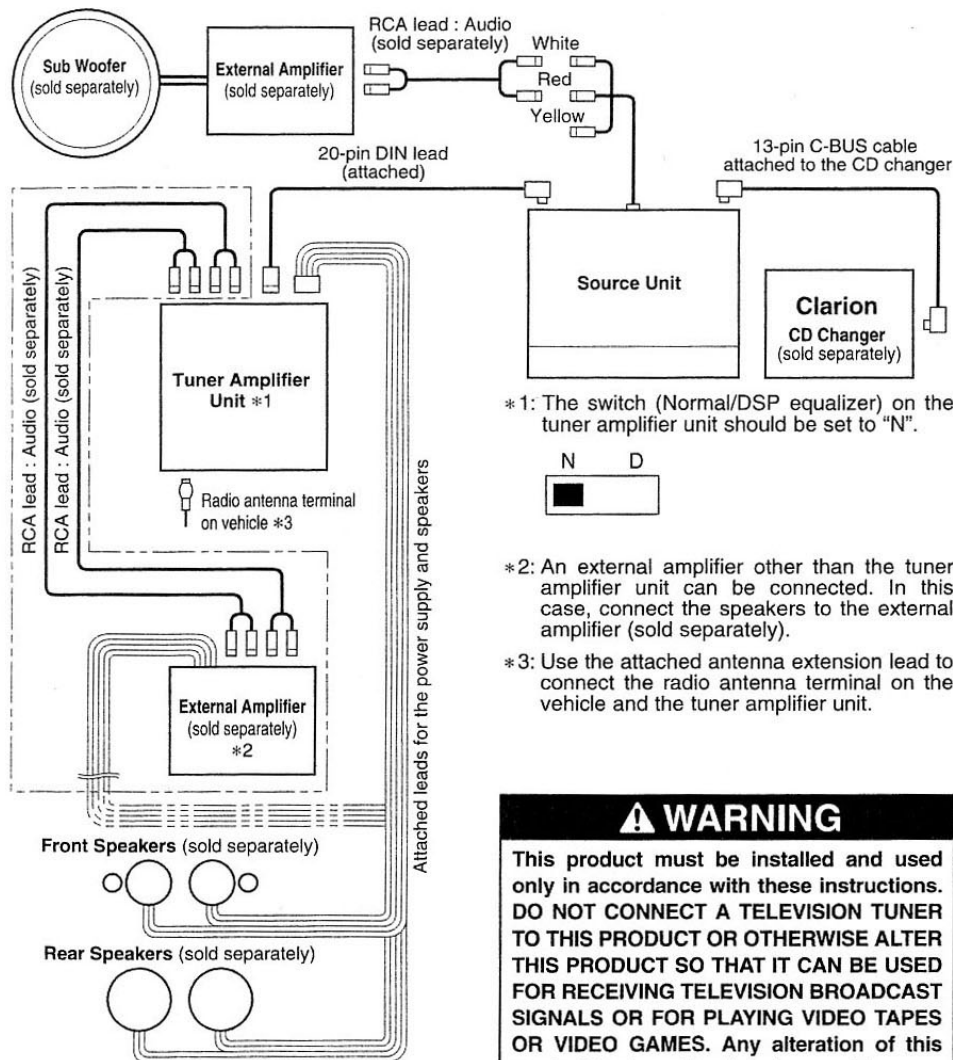 RCA lead : Audio
(sold separately)
White
Red
Yellow
Sub Woofer
(sold separately)
External Amplifier
(sold separately)
20-pin DIN lead
(attached)
13-pin C-BUS cable
attached to the CD changer
Source Unit
Clarion
CD Changer
(sold separately)
RCA lead : Audio (sold separately)
RCA lead : Audio (sold separately)
Tuner Amplifier
Unit *1
Radio antenna terminal
on vehicle *3
Attached leads for the power supply and speakers
External Amplifier
(sold separately)
*2
Front Speakers (sold separately)
Rear Speakers (sold separately)
*1: The switch (Normal/DSP equalizer) on the
tuner amplifier unit should be set to “N”.
N D
*2: An external amplifier other than the tuner
amplifier unit can be connected. In this
case, connect the speakers to the external
amplifier (sold separately).
*3: Use the attached antenna extension lead to
connect the radio antenna terminal on the
vehicle and the tuner amplifier unit.
WARNING
This product must be installed and used
only in accordance with these instructions.
DO NOT CONNECT A TELEVISION TUNER
TO THIS PRODUCT OR OTHERWISE ALTER
THIS PRODUCT SO THAT IT CAN BE USED
FOR RECEIVING TELEVISION BROADCAST
SIGNALS OR FOR PLAYING VIDEO TAPES
OR VIDEO GAMES. Any alteration of this